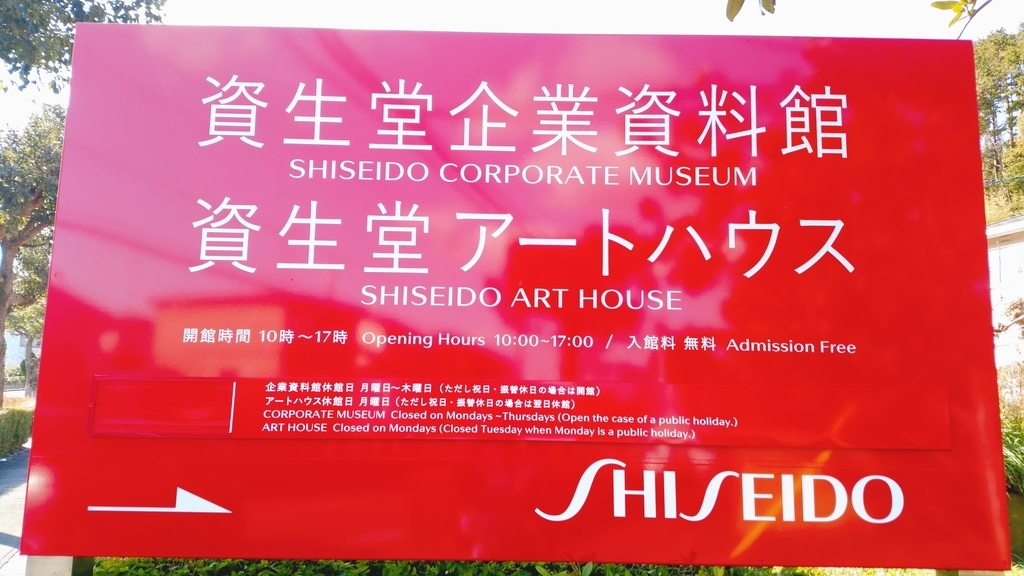 資生堂企業資料館
SHISEIDO CORPORATE MUSEUM
資生堂アートハウス
SHISEIDO ART HOUSE
開館時間 10時〜17時 Opening Hours 10:00~17:00 / 入館料 無料 Admission Free
企業資料館休館日 月曜日〜木曜日（ただし祝日・振替休日の場合は開館）
アートハウス休館日 月曜日（ただし祝日・振替休日の場合は翌日休館）
CORPORATE MUSEUM Closed on Mondays ~Thursdays (Open the case of a public holiday.)
ART HOUSE Closed on Mondays (Closed Tuesday when Monday is a public holiday.)
SHISEIDO